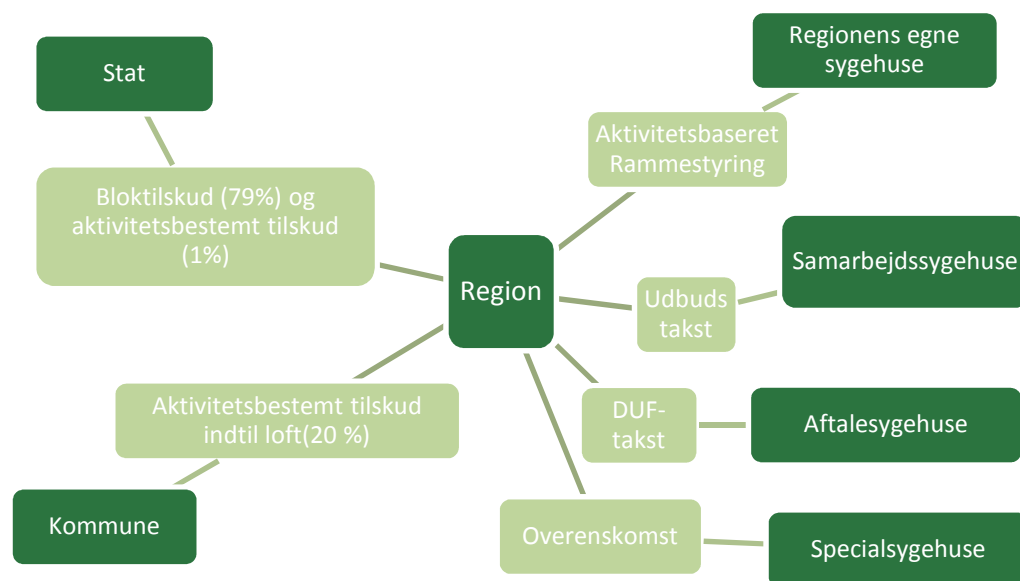 Stat
Bloktilskud (79%) og
aktivitetsbestemt tilskud
(1%)
Aktivitetsbestemt tilskud
indtil loft(20 %)
Kommune
Region
Regionens egne
sygehuse
Aktivitetsbaseret
Rammestyring
Udbuds
takst
Samarbejdssygehuse
DUF-
takst
Aftalesygehuse
Overenskomst
Specialsygehuse